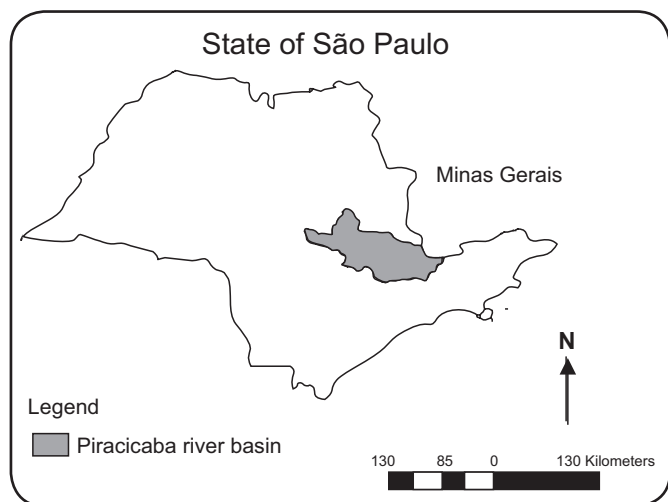 State of São Paulo
Minas Gerais
N
Legend
Piracicaba river basin
130 85 0 130 Kilometers